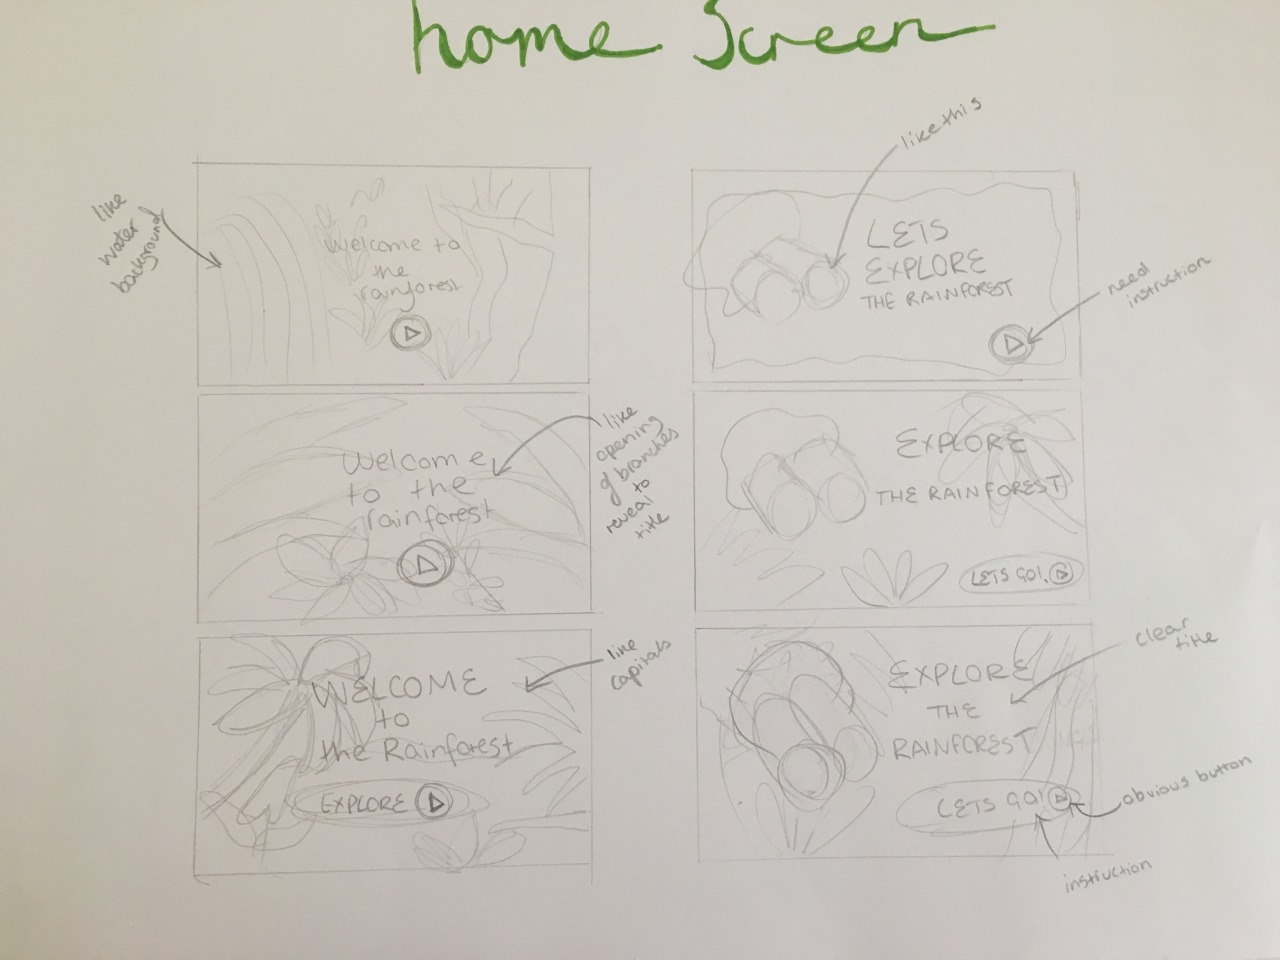 home Screen
like
water
background
Welcome to
the
rainforest
like this
LETS
EXPLORE
THE RAINFOREST
need
instruction
Welcome
to the
rainforest
like
opening
of branches
to
reveal
title
EXPLORE
THE RAINFOREST
LETS GO!
WELCOME
to
the Rainforest
EXPLORE
like
capitals
EXPLORE
THE
RAINFOREST
LETS GO!
clear
title
obvious button
instruction